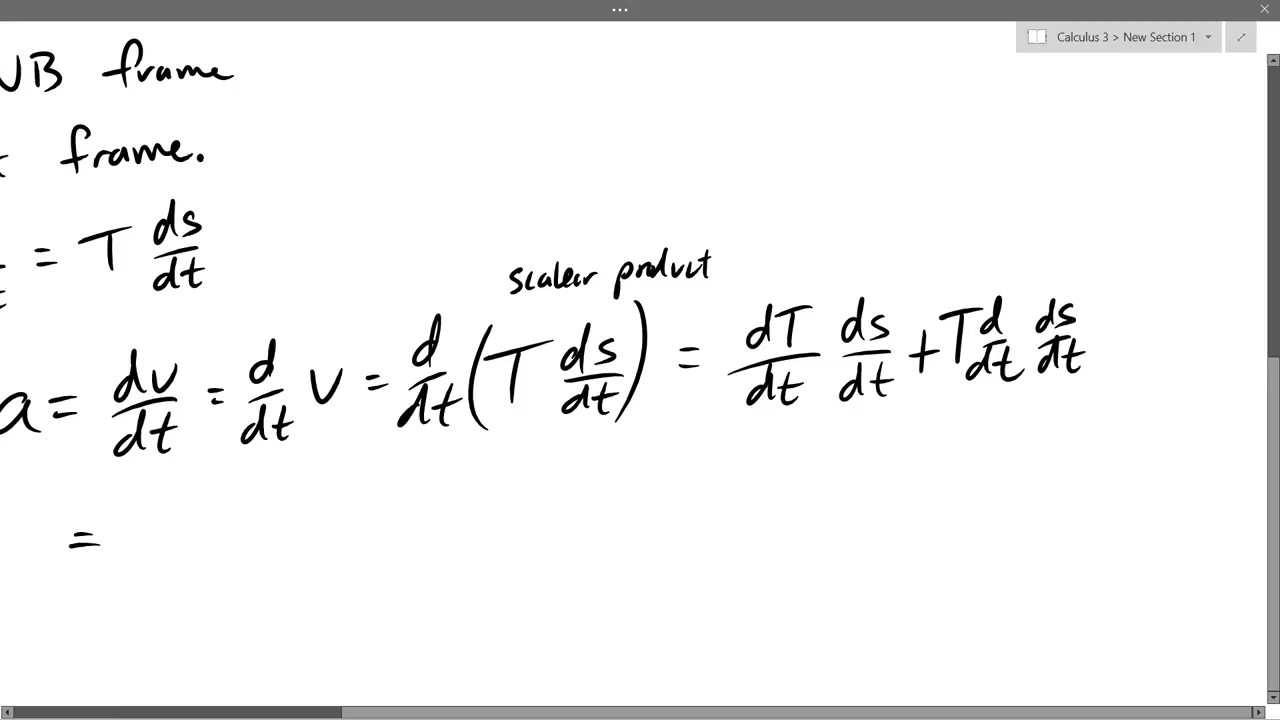 Calculus 3 > New Section 1
NB frame
frame.
= T ds/dt
scalar product
a = dv/dt = d/dt v = d/dt (T ds/dt) = dT/dt ds/dt + T d/dt ds/dt
=